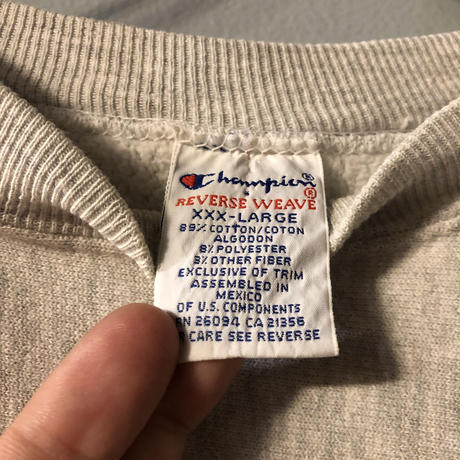 Champion®
REVERSE WEAVE®
XXX-LARGE
89% COTTON/COTON
ALGODON
8% POLYESTER
3% OTHER FIBER
EXCLUSIVE OF TRIM
ASSEMBLED IN
MEXICO
OF U.S. COMPONENTS
RN 26094 CA 21356
CARE SEE REVERSE